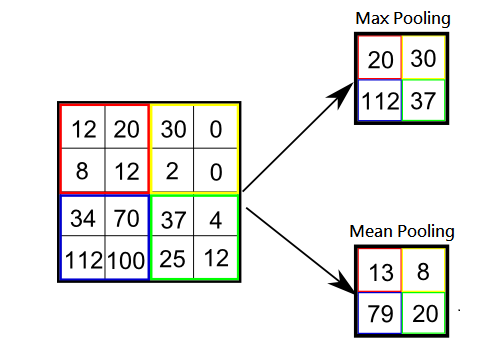 Max Pooling
20 30
112 37
12 20 30 0
8 12 2 0
34 70 37 4
112 100 25 12
Mean Pooling
13 8
79 20
.